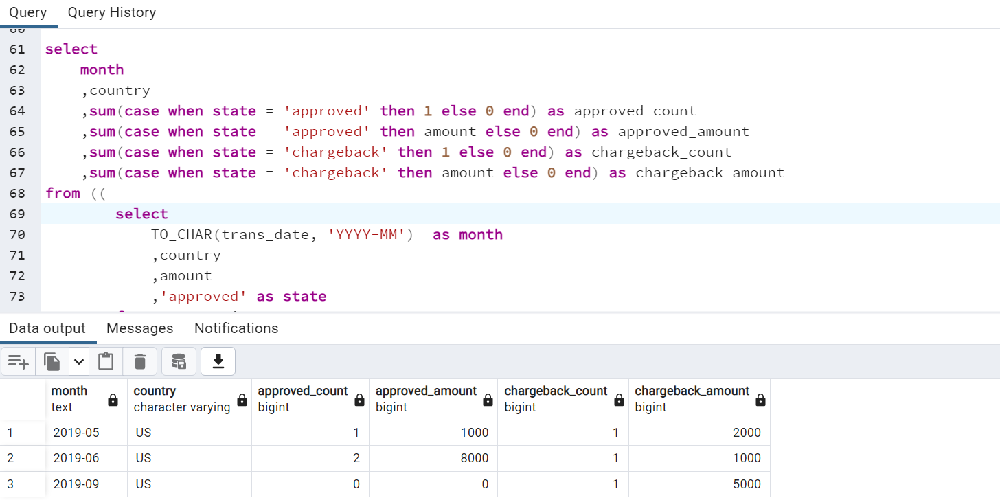 Query Query History
61 select
62 month
63 ,country
64 ,sum(case when state = 'approved' then 1 else 0 end) as approved_count
65 ,sum(case when state = 'approved' then amount else 0 end) as approved_amount
66 ,sum(case when state = 'chargeback' then 1 else 0 end) as chargeback_count
67 ,sum(case when state = 'chargeback' then amount else 0 end) as chargeback_amount
68 from ((
69 select
70 TO_CHAR(trans_date, 'YYYY-MM') as month
71 ,country
72 ,amount
73 ,'approved' as state
Data output Messages Notifications
month country approved_count approved_amount chargeback_count chargeback_amount
text character varying bigint bigint bigint bigint
1 2019-05 US 1 1000 1 2000
2 2019-06 US 2 8000 1 1000
3 2019-09 US 0 0 1 5000